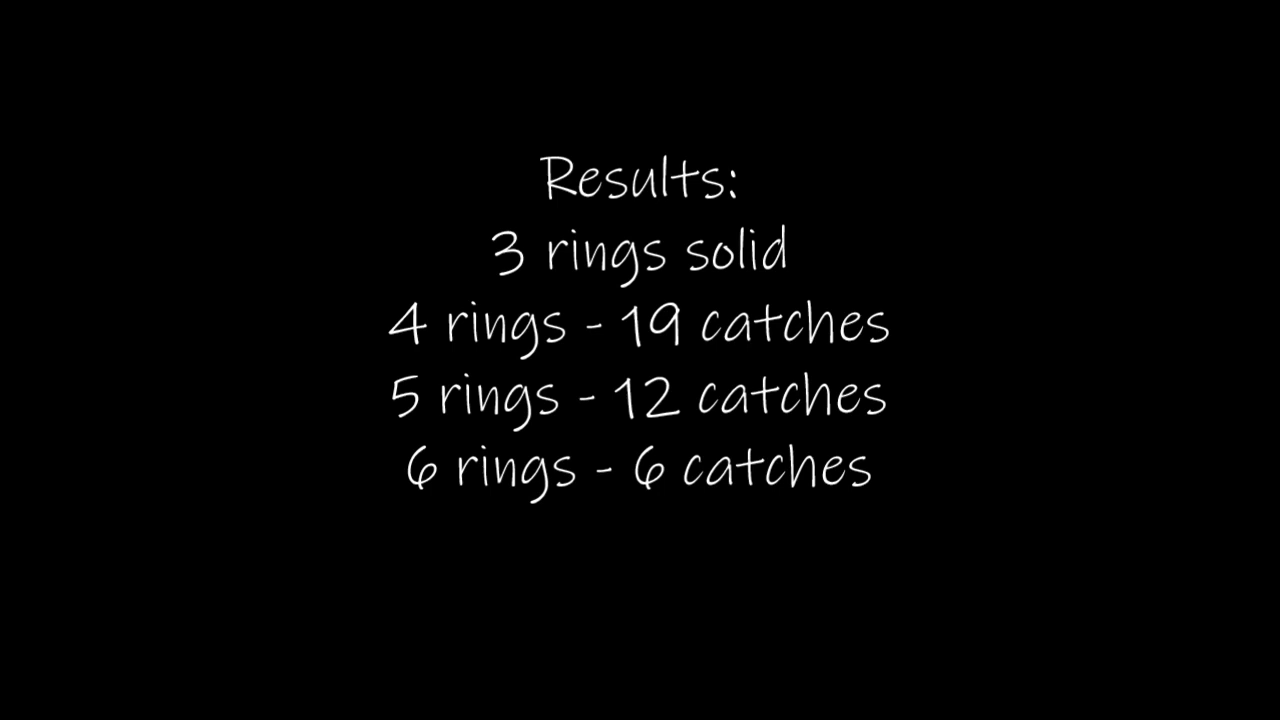 Results:
3 rings solid
4 rings - 19 catches
5 rings - 12 catches
6 rings - 6 catches